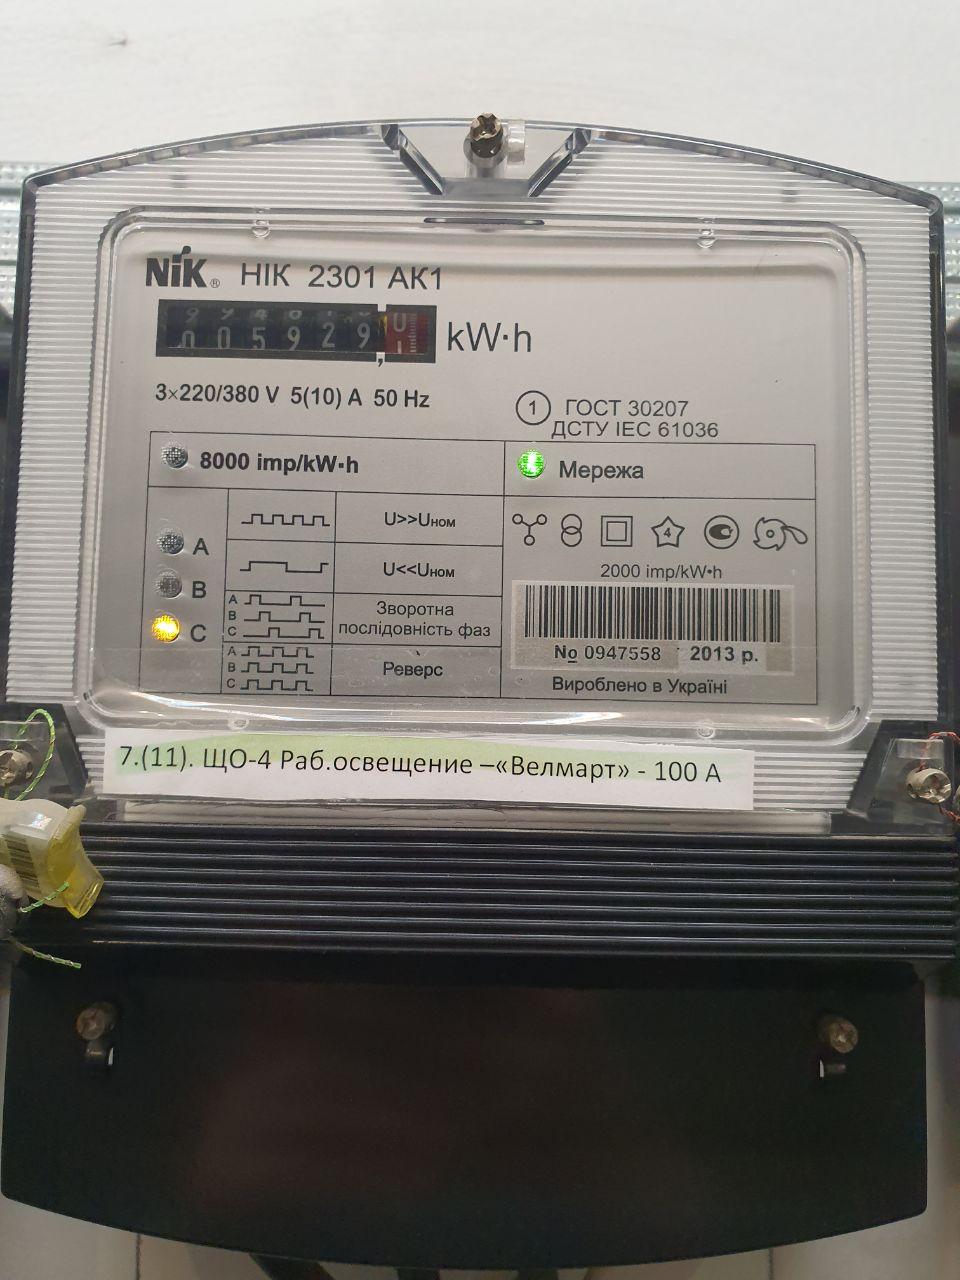 NiK® НІК 2301 АК1
005929 kW·h
3×220/380 V 5(10) A 50 Hz
1 ГОСТ 30207
ДСТУ IEC 61036
8000 imp/kW·h
Мережа
A
B
C
U>>Uном
U<<Uном
A
B
C
Зворотна
послідовність фаз
A
B
C
Реверс
4
2000 imp/kW•h
No 0947558 2013 р.
Вироблено в Україні
7.(11). ЩО-4 Раб.освещение –«Велмарт» - 100 А